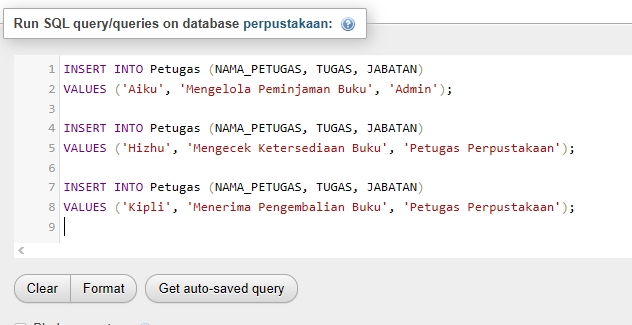 Run SQL query/queries on database perpustakaan:
1 INSERT INTO Petugas (NAMA_PETUGAS, TUGAS, JABATAN)
2 VALUES ('Aiku', 'Mengelola Peminjaman Buku', 'Admin');
3
4 INSERT INTO Petugas (NAMA_PETUGAS, TUGAS, JABATAN)
5 VALUES ('Hizhu', 'Mengecek Ketersediaan Buku', 'Petugas Perpustakaan');
6
7 INSERT INTO Petugas (NAMA_PETUGAS, TUGAS, JABATAN)
8 VALUES ('Kipli', 'Menerima Pengembalian Buku', 'Petugas Perpustakaan');
9
Clear Format Get auto-saved query